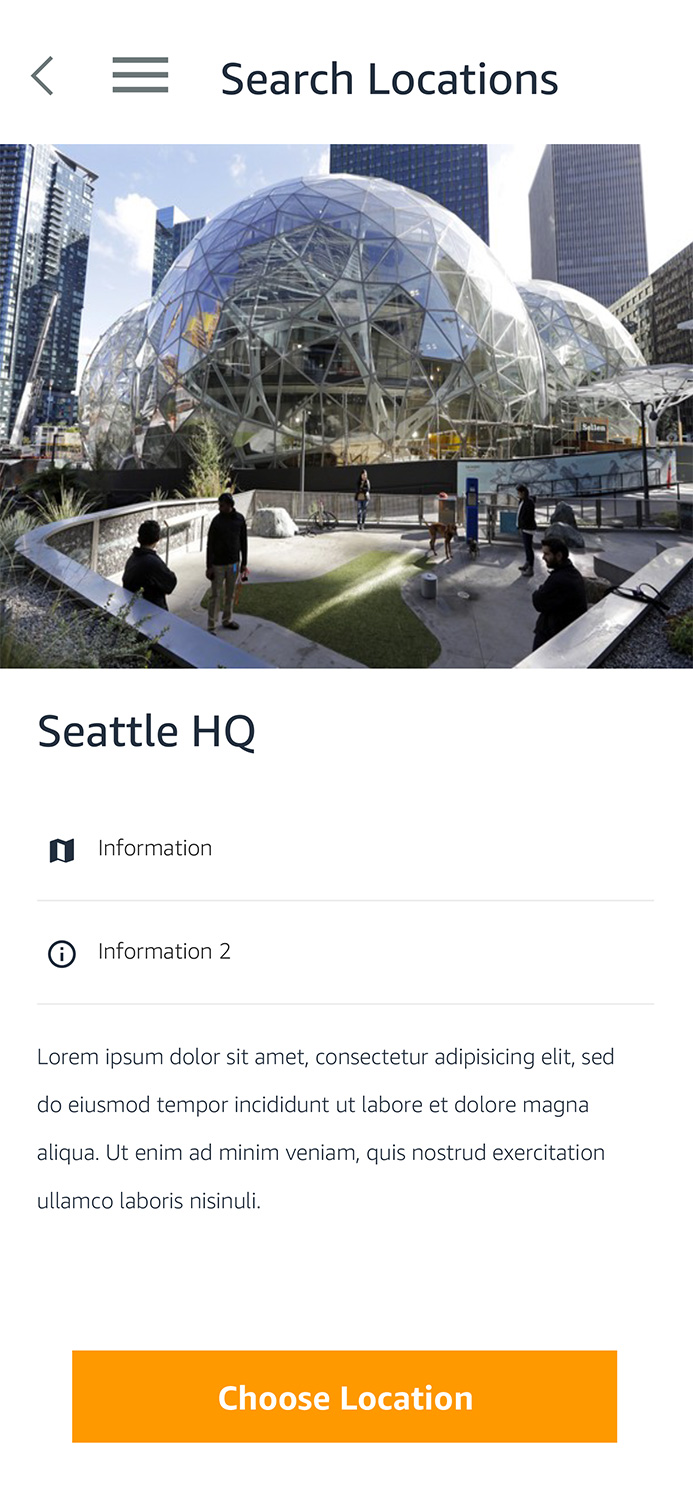 Search Locations
Sellen
Seattle HQ
Information
Information 2
Lorem ipsum dolor sit amet, consectetur adipisicing elit, sed
do eiusmod tempor incididunt ut labore et dolore magna
aliqua. Ut enim ad minim veniam, quis nostrud exercitation
ullamco laboris nisinuli.
Choose Location